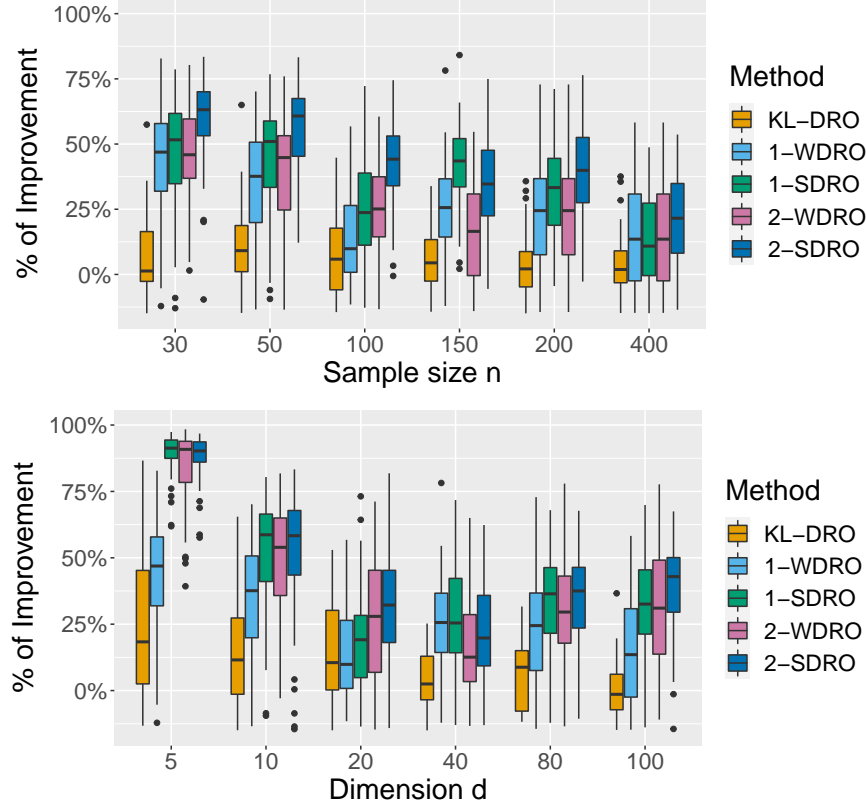 100%
75%
50%
25%
0%
% of Improvement
30 50 100 150 200 400
Sample size n
Method
KL−DRO
1−WDRO
1−SDRO
2−WDRO
2−SDRO
100%
75%
50%
25%
0%
% of Improvement
5 10 20 40 80 100
Dimension d
Method
KL−DRO
1−WDRO
1−SDRO
2−WDRO
2−SDRO